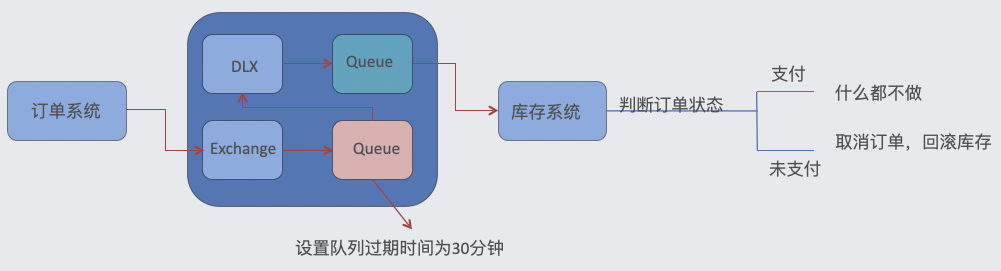 订单系统
DLX
Queue
Exchange
Queue
设置队列过期时间为30分钟
库存系统
判断订单状态
支付
什么都不做
取消订单，回滚库存
未支付